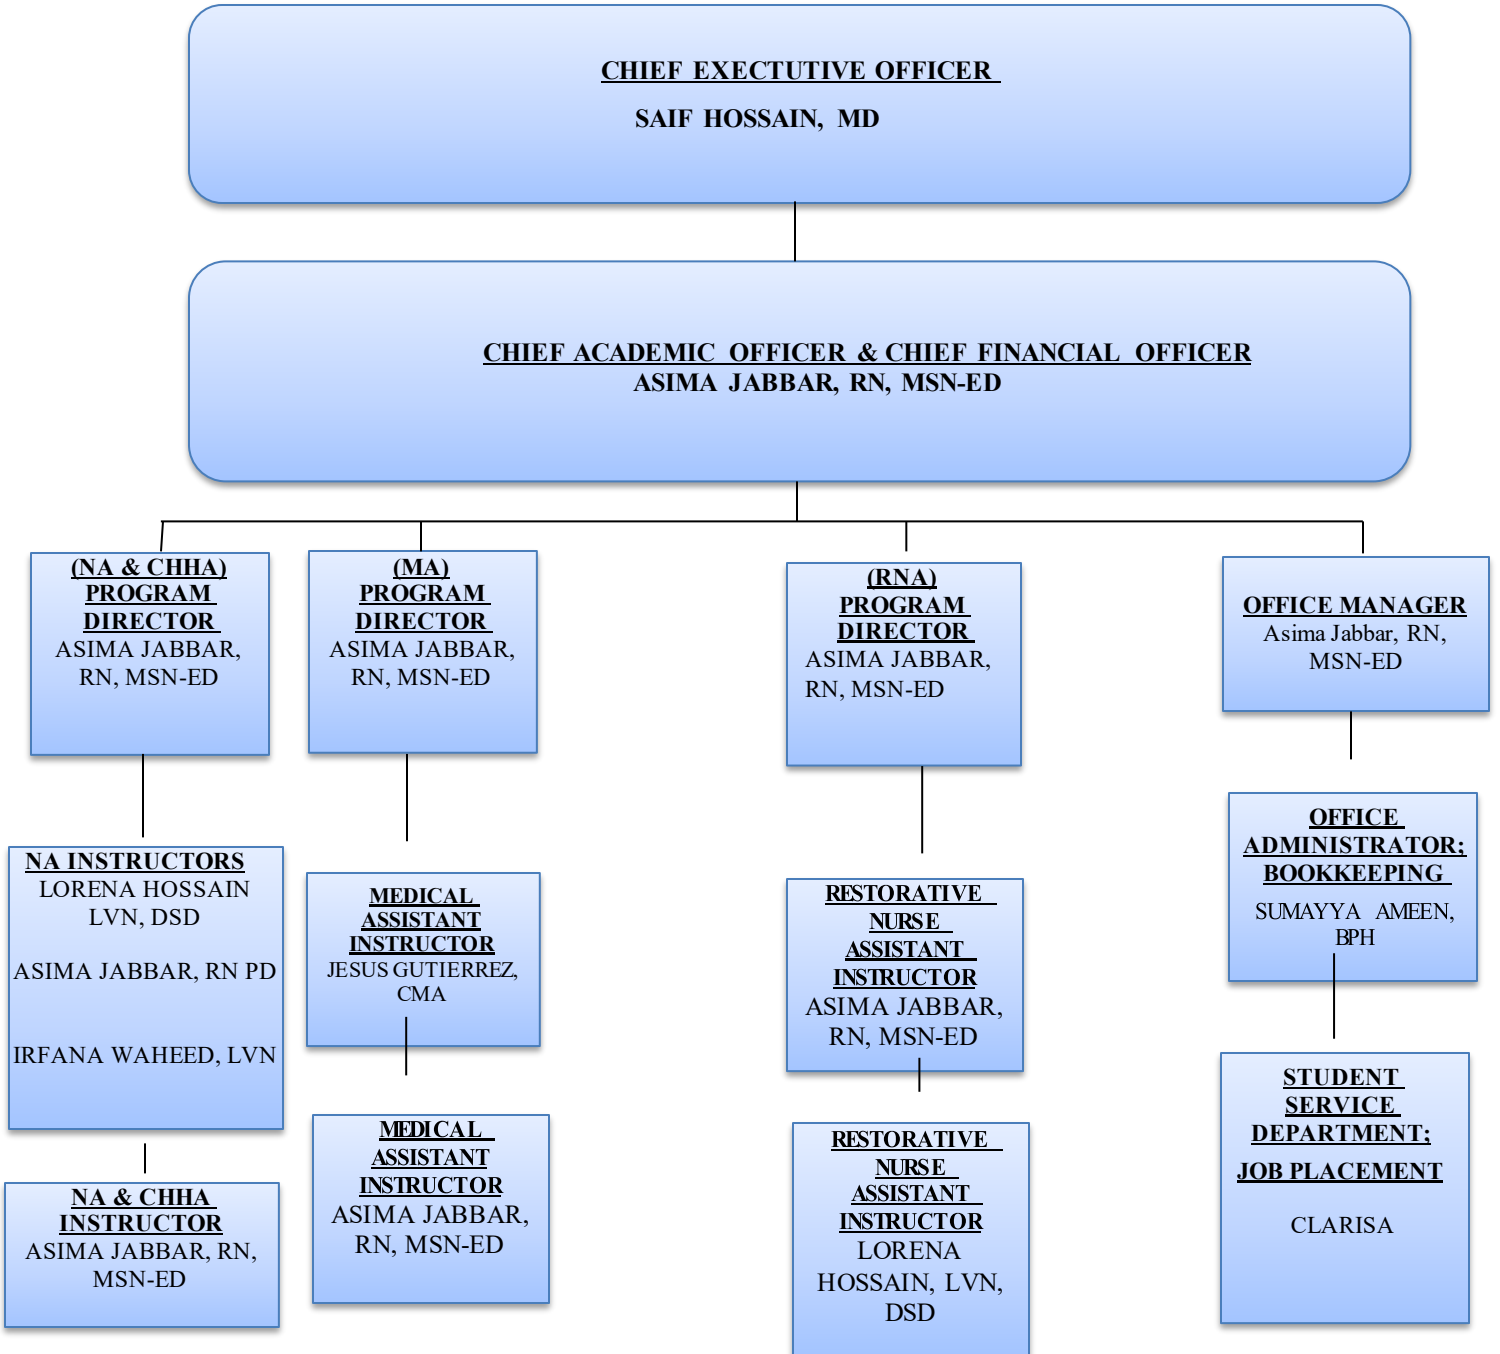 CHIEF EXECTUTIVE OFFICER
SAIF HOSSAIN, MD
CHIEF ACADEMIC OFFICER & CHIEF FINANCIAL OFFICER
ASIMA JABBAR, RN, MSN-ED
(NA & CHHA)
PROGRAM
DIRECTOR
ASIMA JABBAR,
RN, MSN-ED
(MA)
PROGRAM
DIRECTOR
ASIMA JABBAR,
RN, MSN-ED
(RNA)
PROGRAM
DIRECTOR
ASIMA JABBAR,
RN, MSN-ED
OFFICE MANAGER
Asima Jabbar, RN,
MSN-ED
NA INSTRUCTORS
LORENA HOSSAIN
LVN, DSD
ASIMA JABBAR, RN PD
IRFANA WAHEED, LVN
MEDICAL
ASSISTANT
INSTRUCTOR
JESUS GUTIERREZ,
CMA
RESTORATIVE
NURSE
ASSISTANT
INSTRUCTOR
ASIMA JABBAR,
RN, MSN-ED
OFFICE
ADMINISTRATOR;
BOOKKEEPING
SUMAYYA AMEEN,
BPH
NA & CHHA
INSTRUCTOR
ASIMA JABBAR, RN,
MSN-ED
MEDICAL
ASSISTANT
INSTRUCTOR
ASIMA JABBAR,
RN, MSN-ED
RESTORATIVE
NURSE
ASSISTANT
INSTRUCTOR
LORENA
HOSSAIN, LVN,
DSD
STUDENT
SERVICE
DEPARTMENT;
JOB PLACEMENT
CLARISA